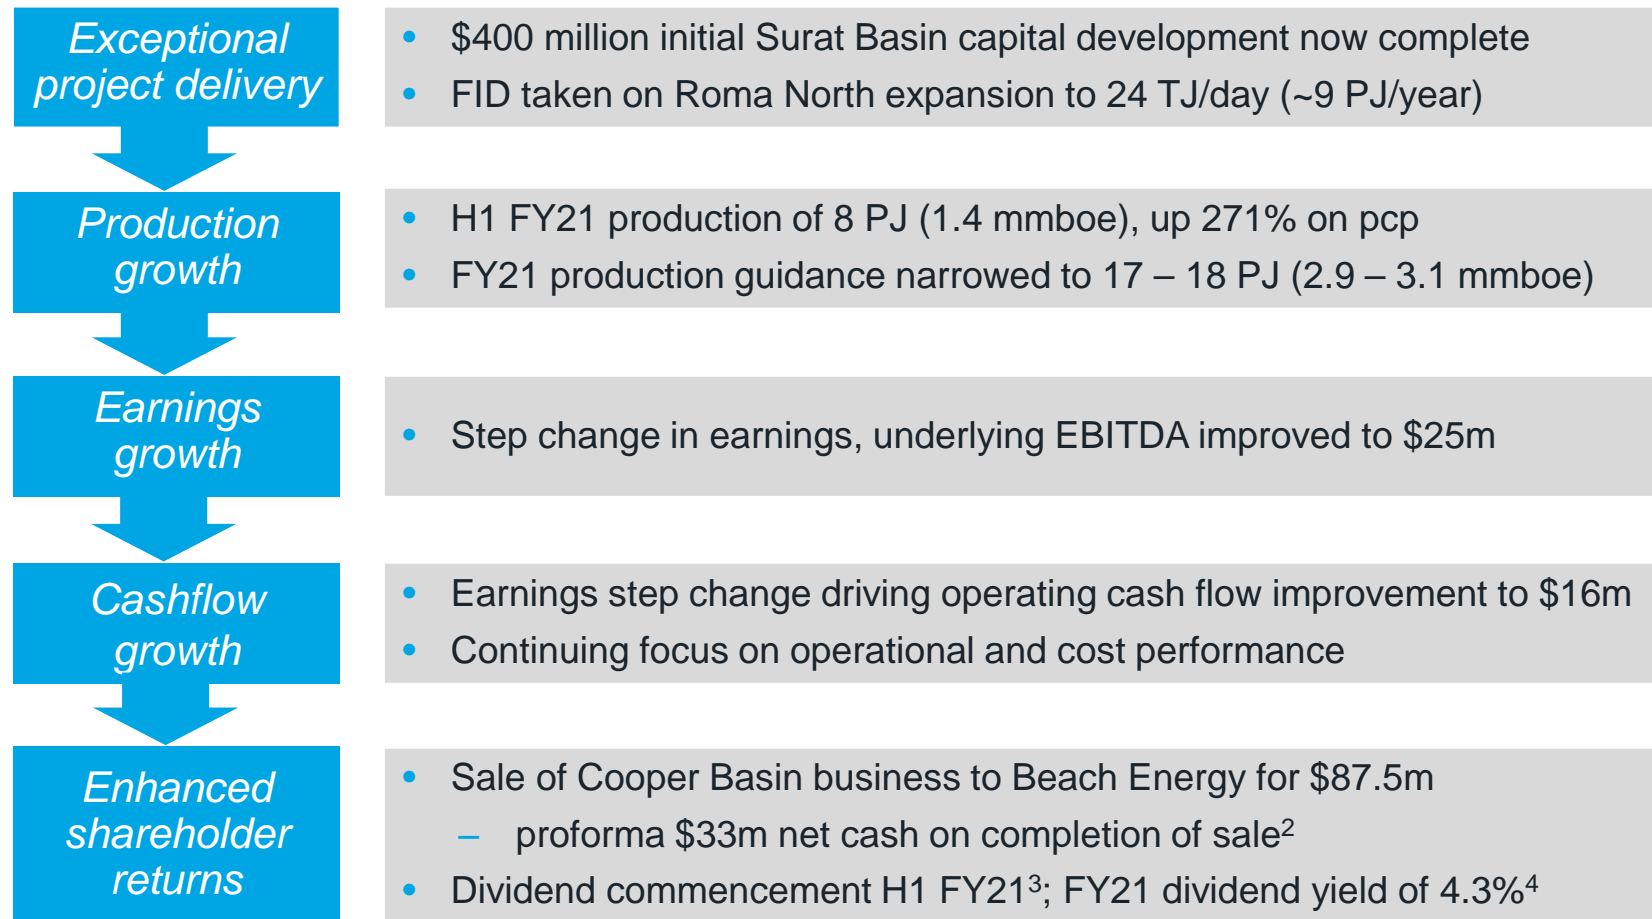 Exceptional
project delivery
• $400 million initial Surat Basin capital development now complete
• FID taken on Roma North expansion to 24 TJ/day (~9 PJ/year)
Production
growth
• H1 FY21 production of 8 PJ (1.4 mmboe), up 271% on pcp
• FY21 production guidance narrowed to 17 – 18 PJ (2.9 – 3.1 mmboe)
Earnings
growth
• Step change in earnings, underlying EBITDA improved to $25m
Cashflow
growth
• Earnings step change driving operating cash flow improvement to $16m
• Continuing focus on operational and cost performance
Enhanced
shareholder
returns
• Sale of Cooper Basin business to Beach Energy for $87.5m
– proforma $33m net cash on completion of sale²
• Dividend commencement H1 FY21³; FY21 dividend yield of 4.3%⁴